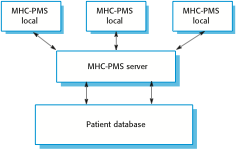 MHC-PMS
local
MHC-PMS
local
MHC-PMS
local
MHC-PMS server
Patient database